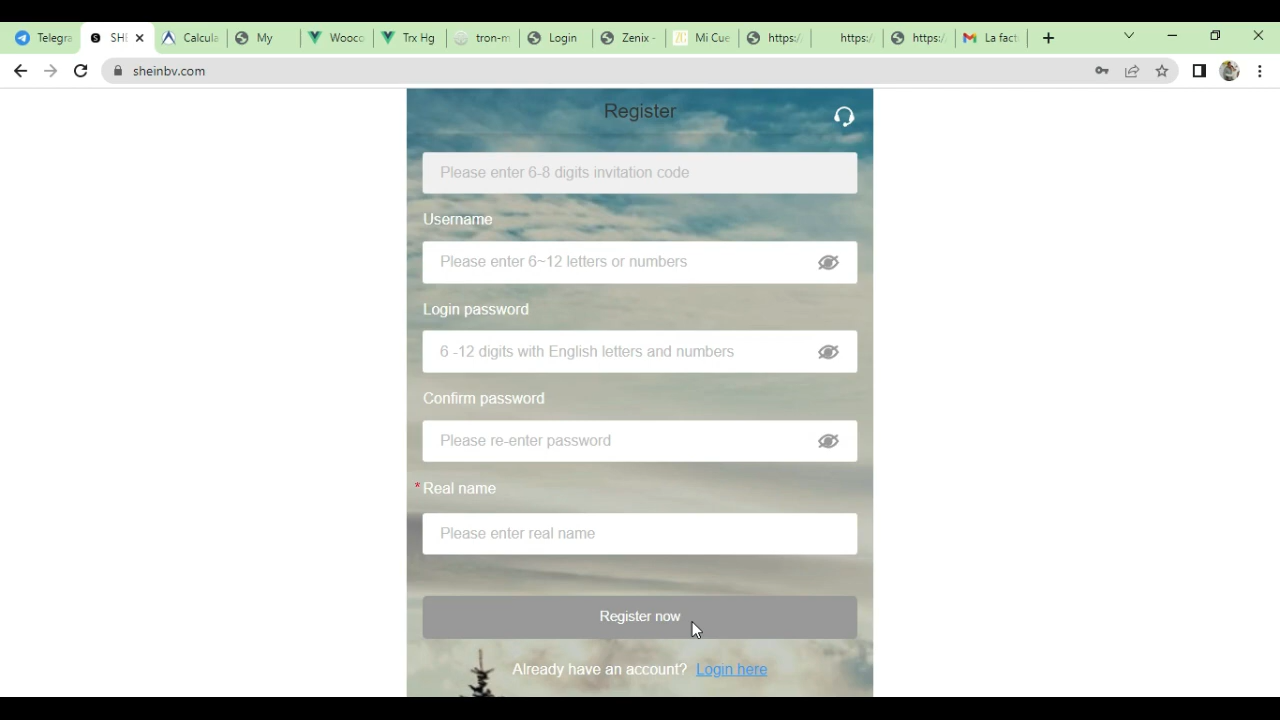 Telegra SHE Calcula My Woocc Trx Hg tron-m Login Zenix - Mi Cue https:/ https:/ https:/ La fact
sheinbv.com
Register
Please enter 6-8 digits invitation code
Username
Please enter 6~12 letters or numbers
Login password
6 -12 digits with English letters and numbers
Confirm password
Please re-enter password
* Real name
Please enter real name
Register now
Already have an account? Login here